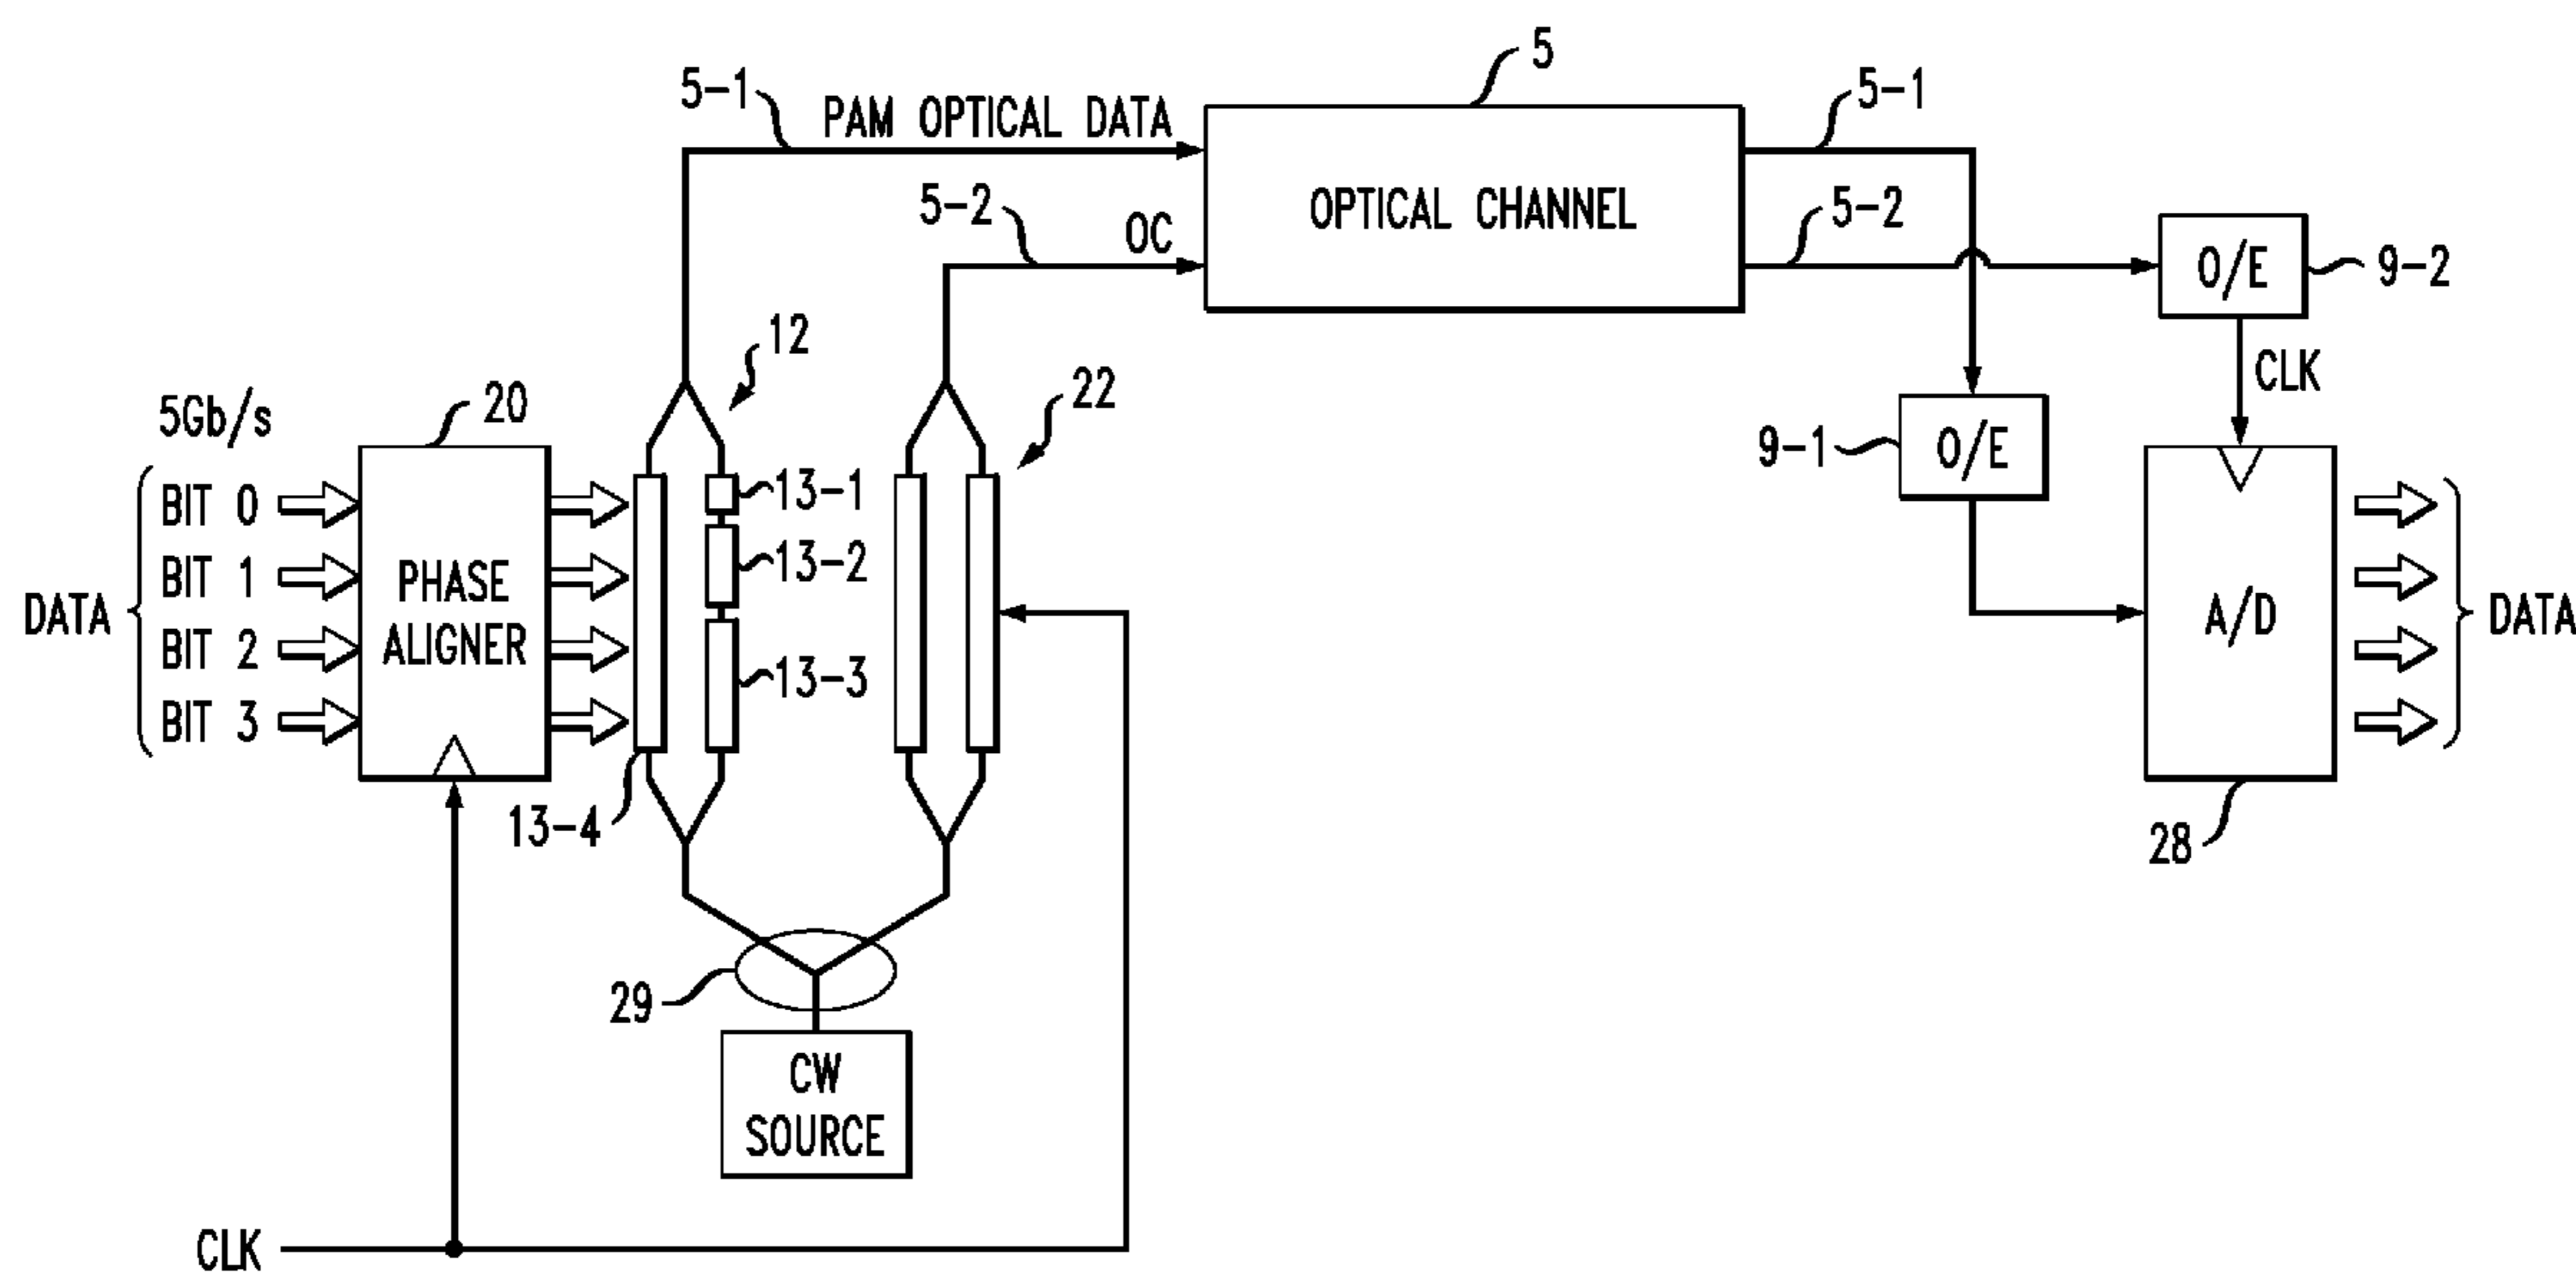 5
5-1
PAM OPTICAL DATA
5-1
5-2
OC
OPTICAL CHANNEL
5-2
O/E
9-2
12
CLK
22
5Gb/s
20
9-1
O/E
13-1
BIT 0
13-2
BIT 1
PHASE
ALIGNER
DATA
A/D
DATA
BIT 2
13-3
BIT 3
13-4
28
29
CW
SOURCE
CLK